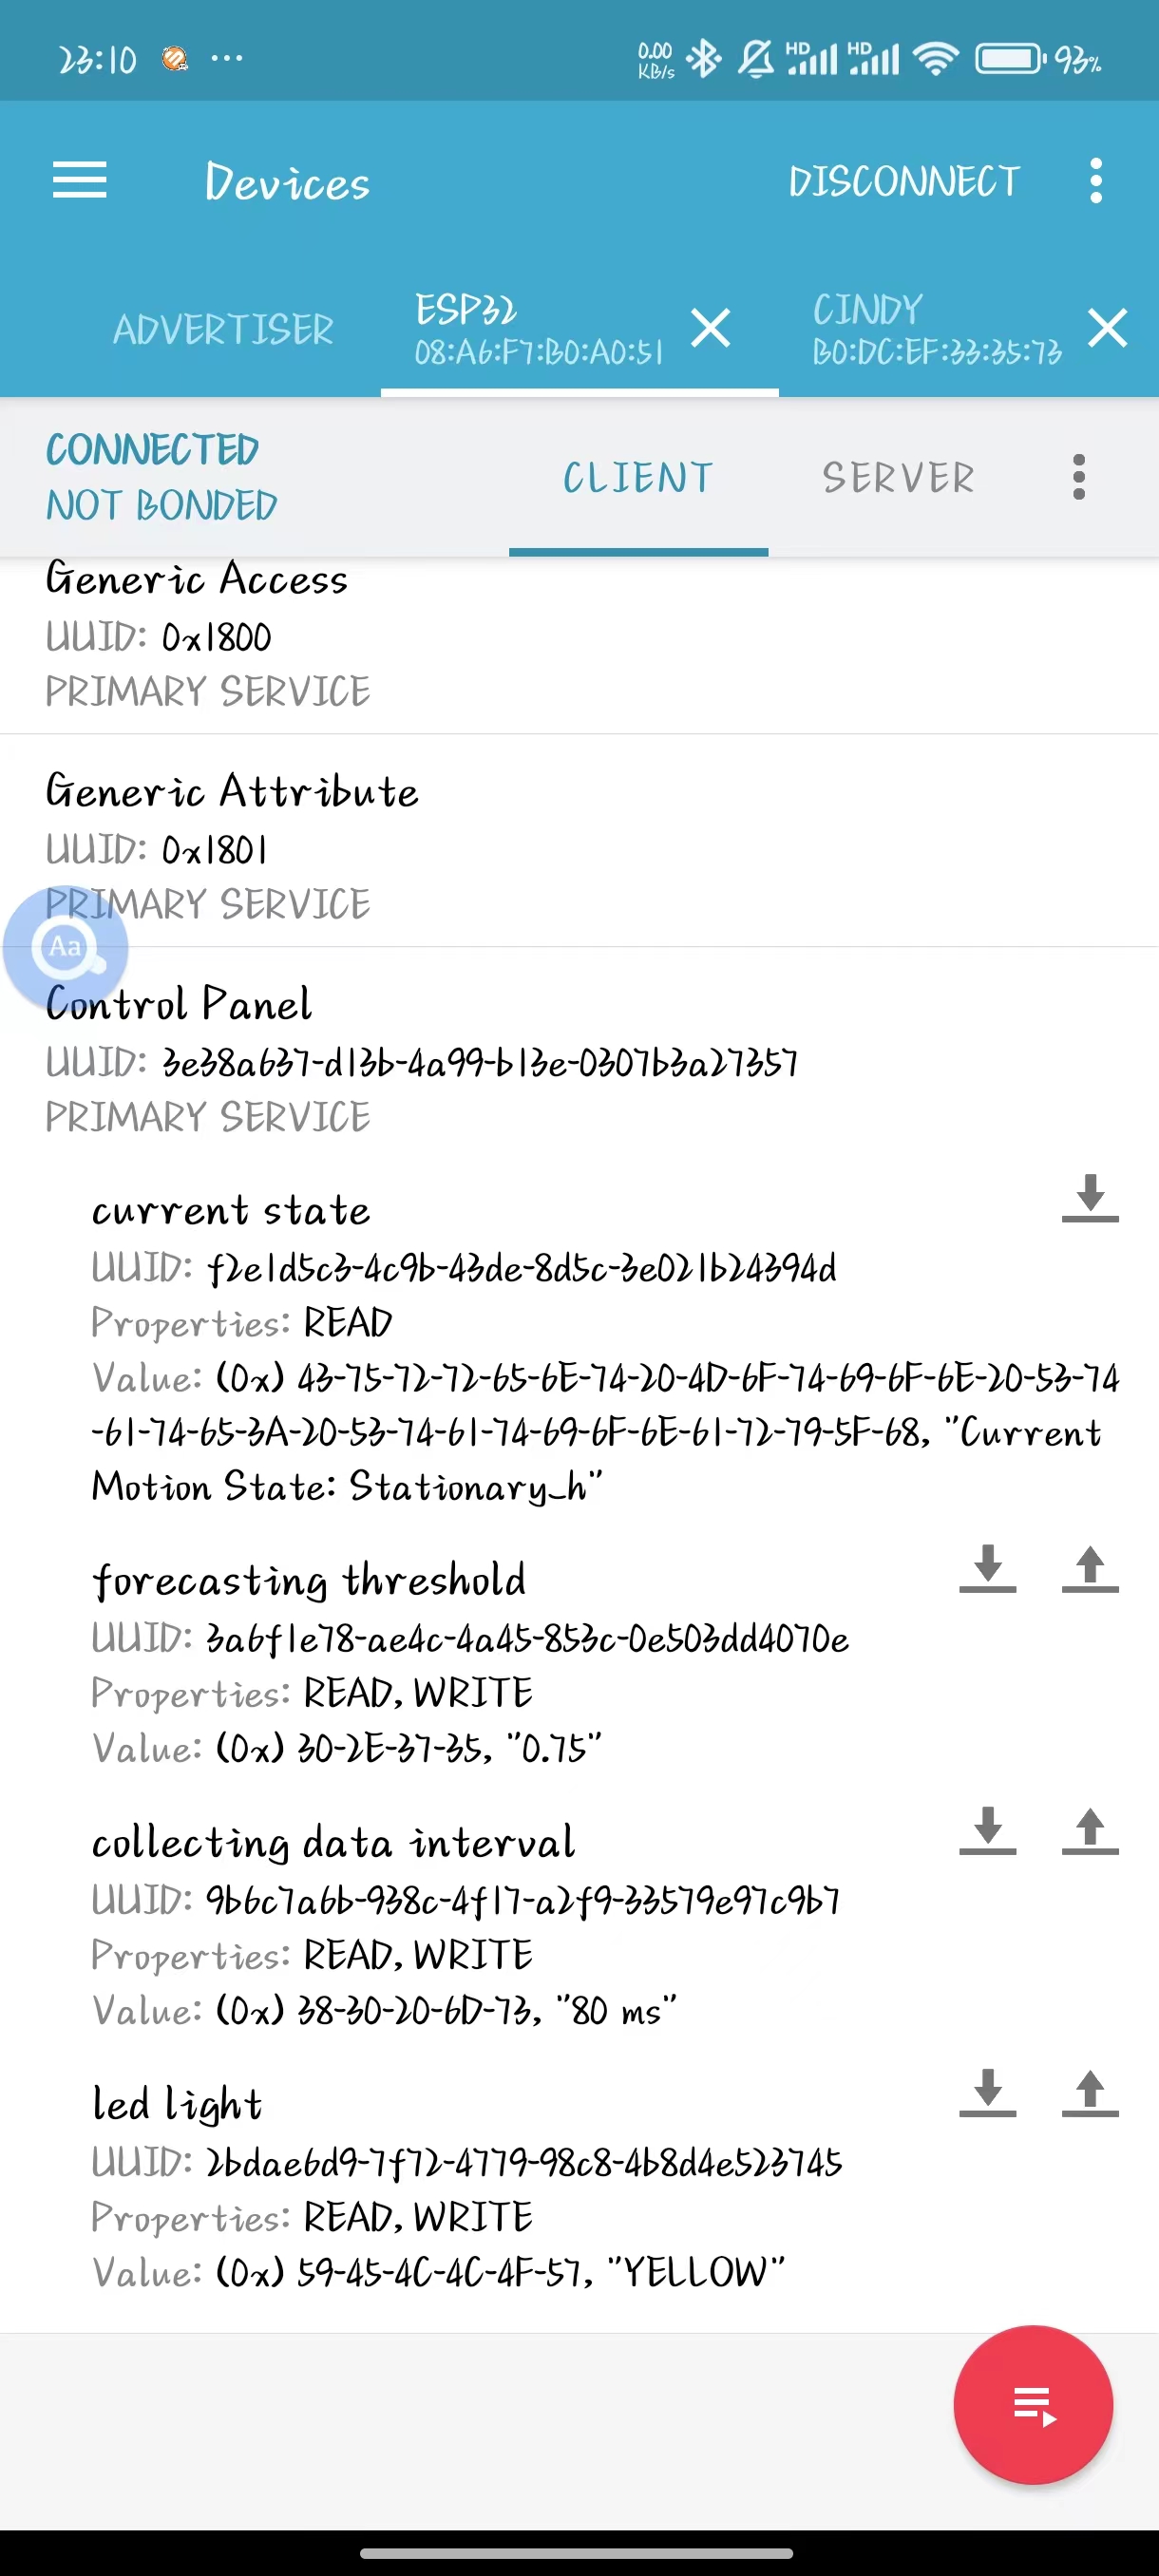 23:10 ... 0.00 KB/s HD HD 93%
Devices DISCONNECT
ADVERTISER ESP32 CINDY
08:A6:F7:B0:A0:51 B0:DC:EF:33:35:73
CONNECTED
NOT BONDED CLIENT SERVER
Generic Access
UUID: 0x1800
PRIMARY SERVICE
Generic Attribute
UUID: 0x1801
PRIMARY SERVICE
Aa
Control Panel
UUID: 3e38a637-d13b-4a99-b13e-0307b3a27357
PRIMARY SERVICE
current state
UUID: f2e1d5c3-4c9b-43de-8d5c-3e021b24394d
Properties: READ
Value: (0x) 43-75-72-72-65-6E-74-20-4D-6F-74-69-6F-6E-20-53-74
-61-74-65-3A-20-53-74-61-74-69-6F-6E-61-72-79-5F-68, "Current
Motion State: Stationary_h"
forecasting threshold
UUID: 3a6f1e78-ae4c-4a45-853c-0e503dd4070e
Properties: READ, WRITE
Value: (0x) 30-2E-37-35, "0.75"
collecting data interval
UUID: 9b6c7a6b-938c-4f17-a2f9-33579e97c9b7
Properties: READ, WRITE
Value: (0x) 38-30-20-6D-73, "80 ms"
led light
UUID: 2bdae6d9-7f72-4779-98c8-4b8d4e523745
Properties: READ, WRITE
Value: (0x) 59-45-4C-4C-4F-57, "YELLOW"